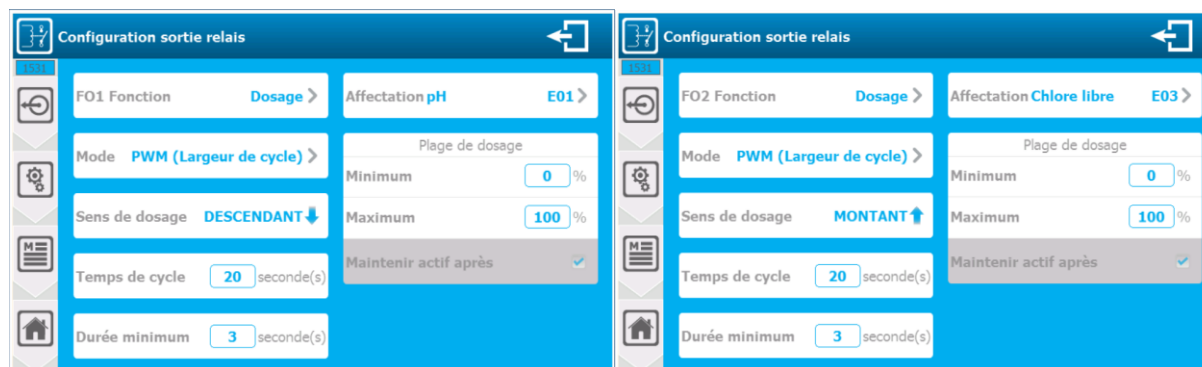 Configuration sortie relais
1531
FO1 Fonction Dosage >
Affectation pH E01 >
Mode PWM (Largeur de cycle) >
Plage de dosage
Minimum 0 %
Sens de dosage DESCENDANT
Maximum 100 %
Maintenir actif après
Temps de cycle 20 seconde(s)
Durée minimum 3 seconde(s)
Configuration sortie relais
1531
FO2 Fonction Dosage >
Affectation Chlore libre E03 >
Mode PWM (Largeur de cycle) >
Plage de dosage
Minimum 0 %
Sens de dosage MONTANT
Maximum 100 %
Maintenir actif après
Temps de cycle 20 seconde(s)
Durée minimum 3 seconde(s)